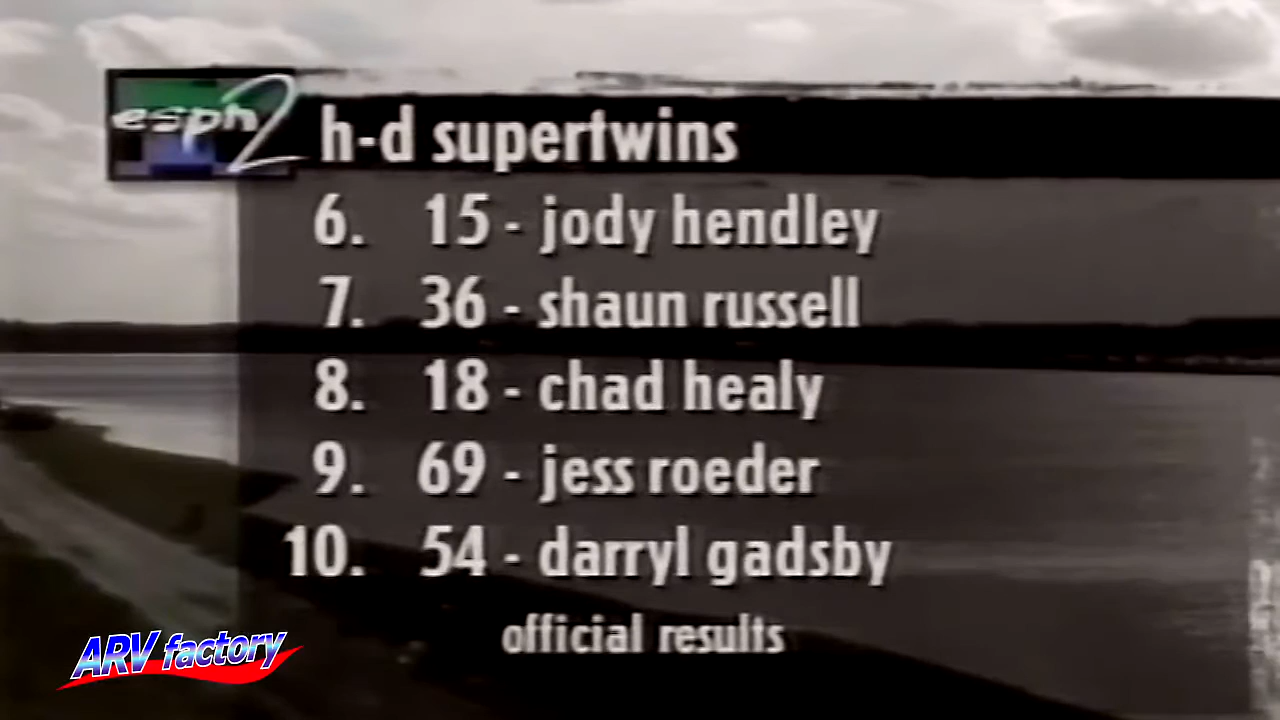 espn2
h-d supertwins
6. 15 - jody hendley
7. 36 - shaun russell
8. 18 - chad healy
9. 69 - jess roeder
10. 54 - darryl gadsby
official results
ARV factory